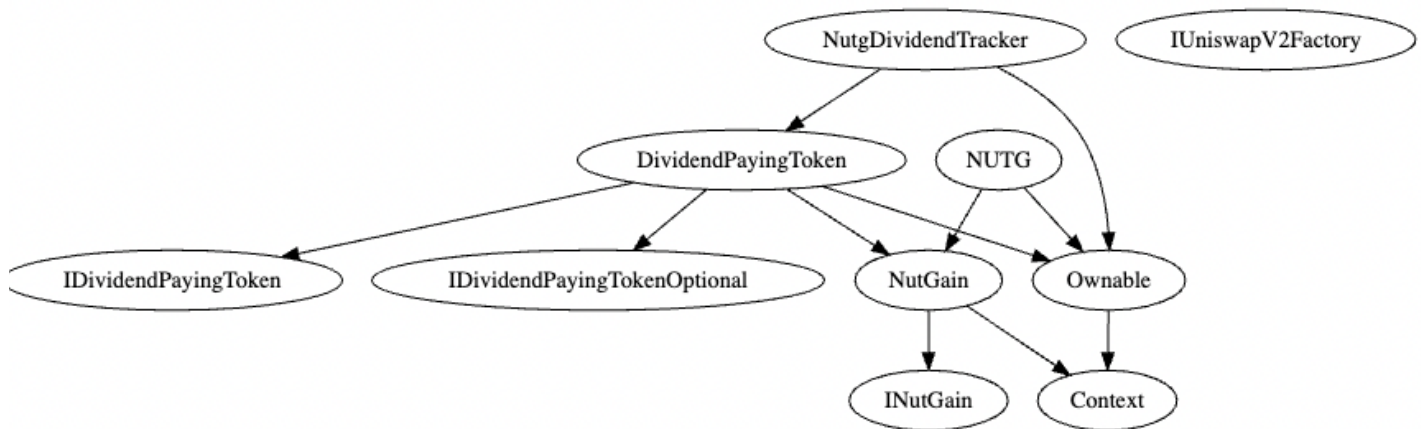 NutgDividendTracker
IUniswapV2Factory
DividendPayingToken
NUTG
IDividendPayingToken
IDividendPayingTokenOptional
NutGain
Ownable
INutGain
Context